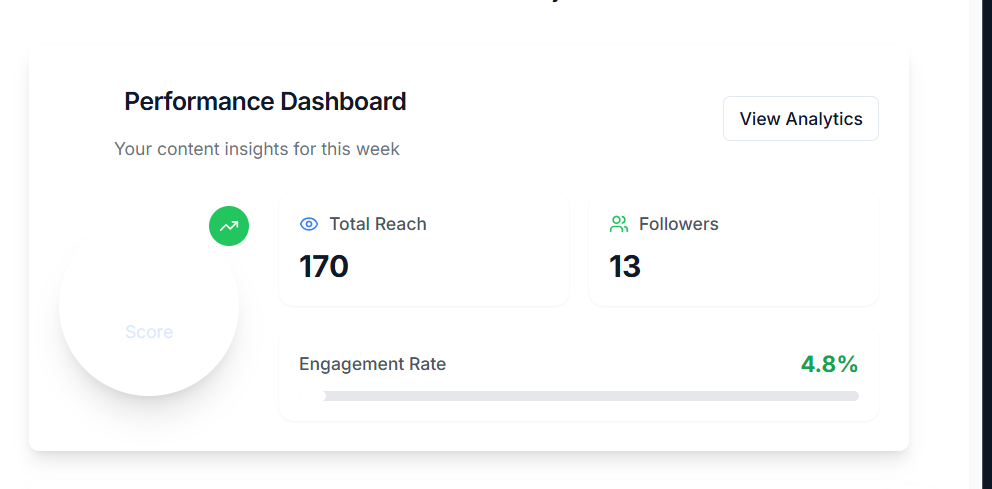 Performance Dashboard
View Analytics
Your content insights for this week
Total Reach
170
Followers
13
Score
Engagement Rate
4.8%